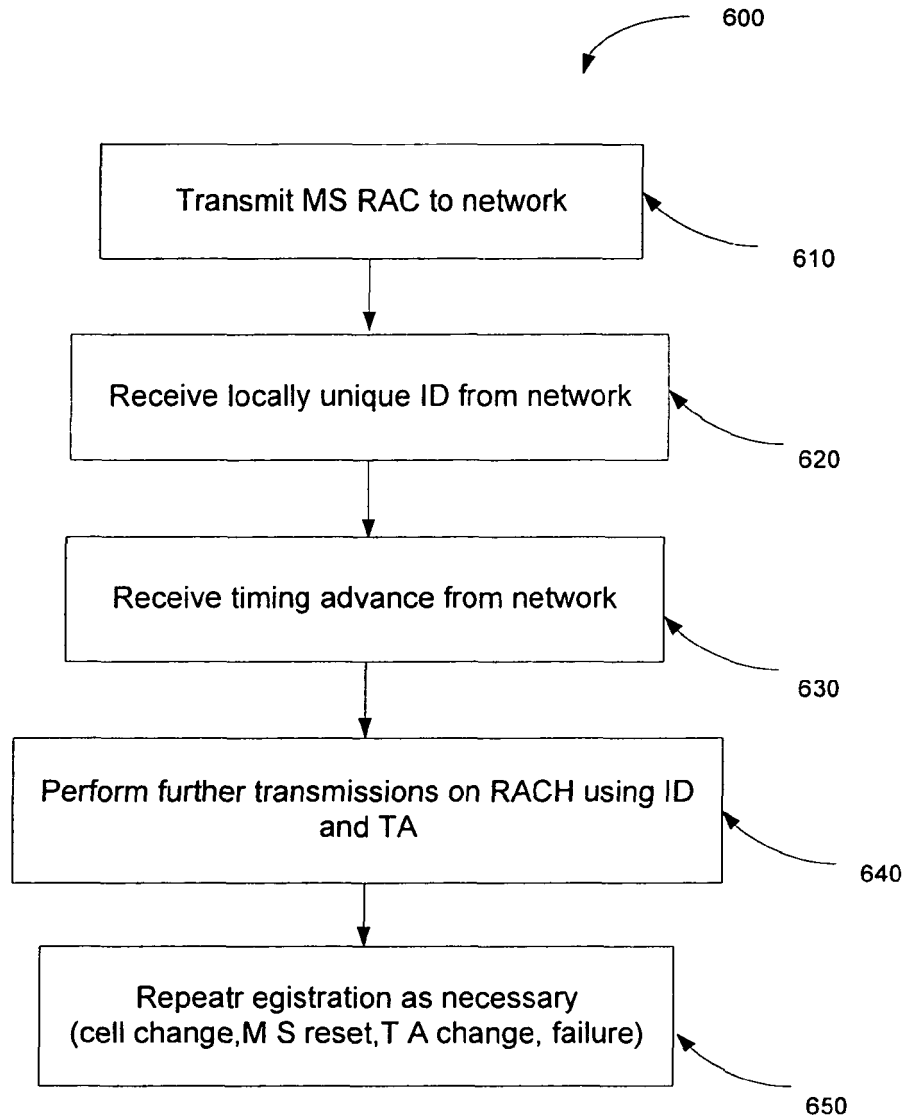 600
Transmit MS RAC to network
610
Receive locally unique ID from network
620
Receive timing advance from network
630
Perform further transmissions on RACH using ID
and TA
640
Repeatr egistration as necessary
(cell change,M S reset,T A change, failure)
650